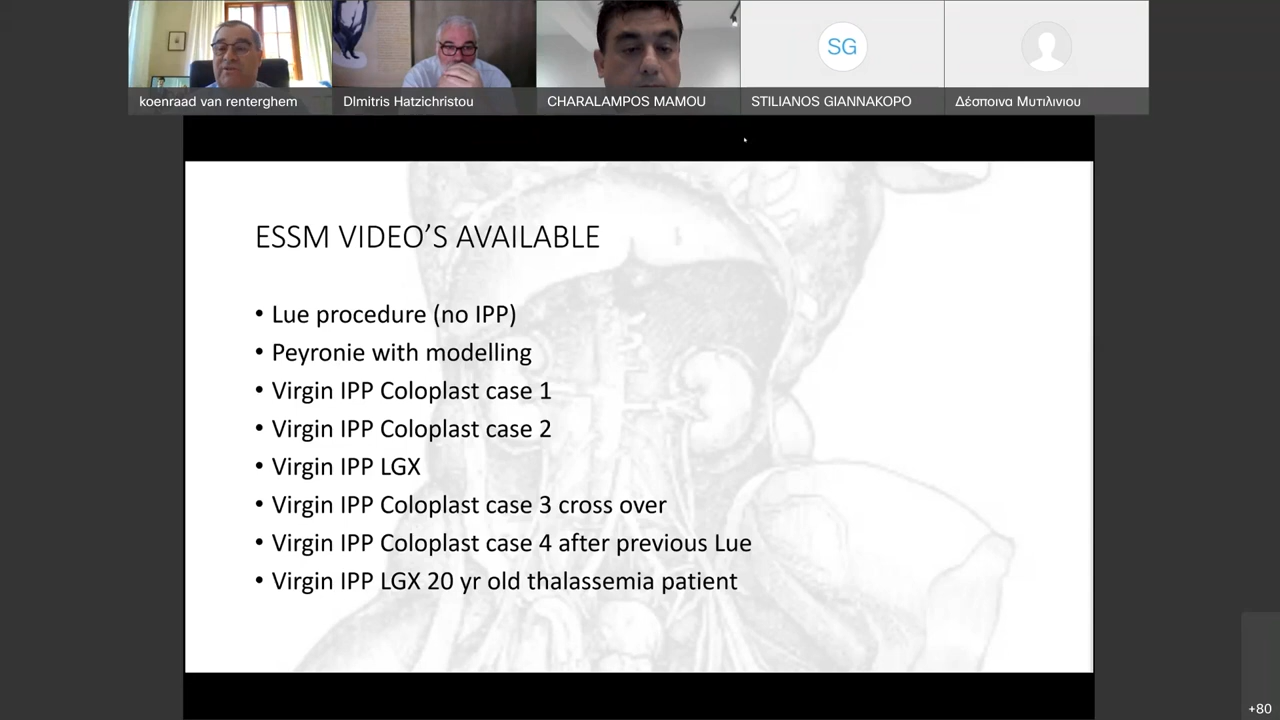 koenraad van renterghem
DImitris Hatzichristou
CHARALAMPOS MAMOU
SG
STILIANOS GIANNAKOPO
Δέσποινα Μυτιλινιου
ESSM VIDEO’S AVAILABLE
• Lue procedure (no IPP)
• Peyronie with modelling
• Virgin IPP Coloplast case 1
• Virgin IPP Coloplast case 2
• Virgin IPP LGX
• Virgin IPP Coloplast case 3 cross over
• Virgin IPP Coloplast case 4 after previous Lue
• Virgin IPP LGX 20 yr old thalassemia patient
+80